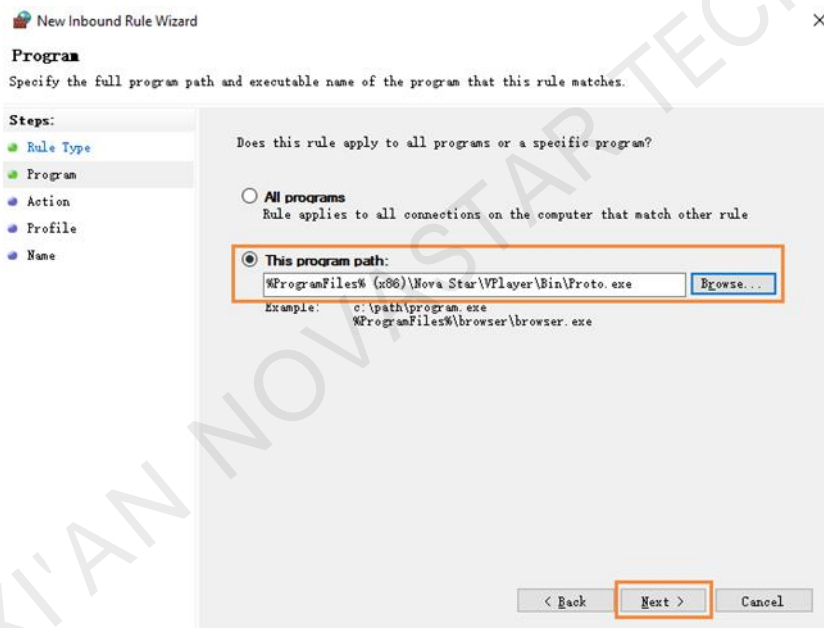 New Inbound Rule Wizard
Program
Specify the full program path and executable name of the program that this rule matches.
Steps:
Rule Type
Program
Action
Profile
Name
Does this rule apply to all programs or a specific program?
All programs
Rule applies to all connections on the computer that match other rule
This program path:
%ProgramFiles% (x86)\Nova Star\VPlayer\Bin\Proto.exe
Browse...
Example: c:\path\program.exe
%ProgramFiles%\browser\browser.exe
< Back
Next >
Cancel
XI'AN NOVASTAR TECH